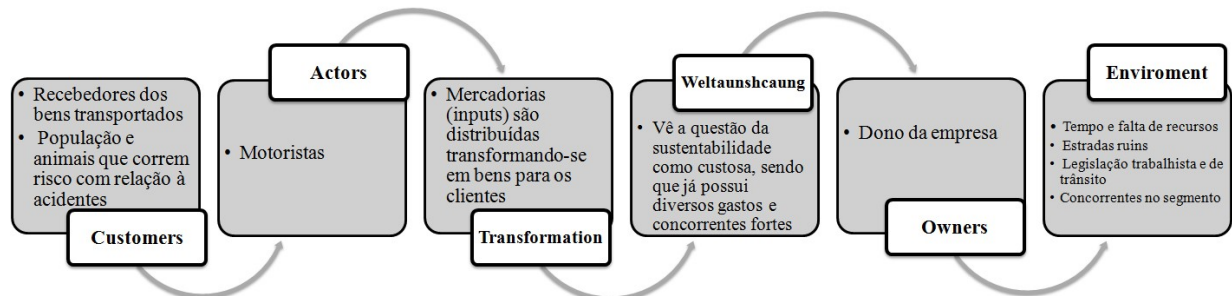 • Recebedores dos
bens transportados
• População e
animais que correm
risco com relação à
acidentes
Customers
Actors
• Motoristas
• Mercadorias
(inputs) são
distribuídas
transformando-se
em bens para os
clientes
Transformation
Weltaunshcaung
• Vê a questão da
sustentabilidade
como custosa, sendo
que já possui
diversos gastos e
concorrentes fortes
• Dono da empresa
Owners
Enviroment
• Tempo e falta de recursos
• Estradas ruins
• Legislação trabalhista e de
trânsito
• Concorrentes no segmento